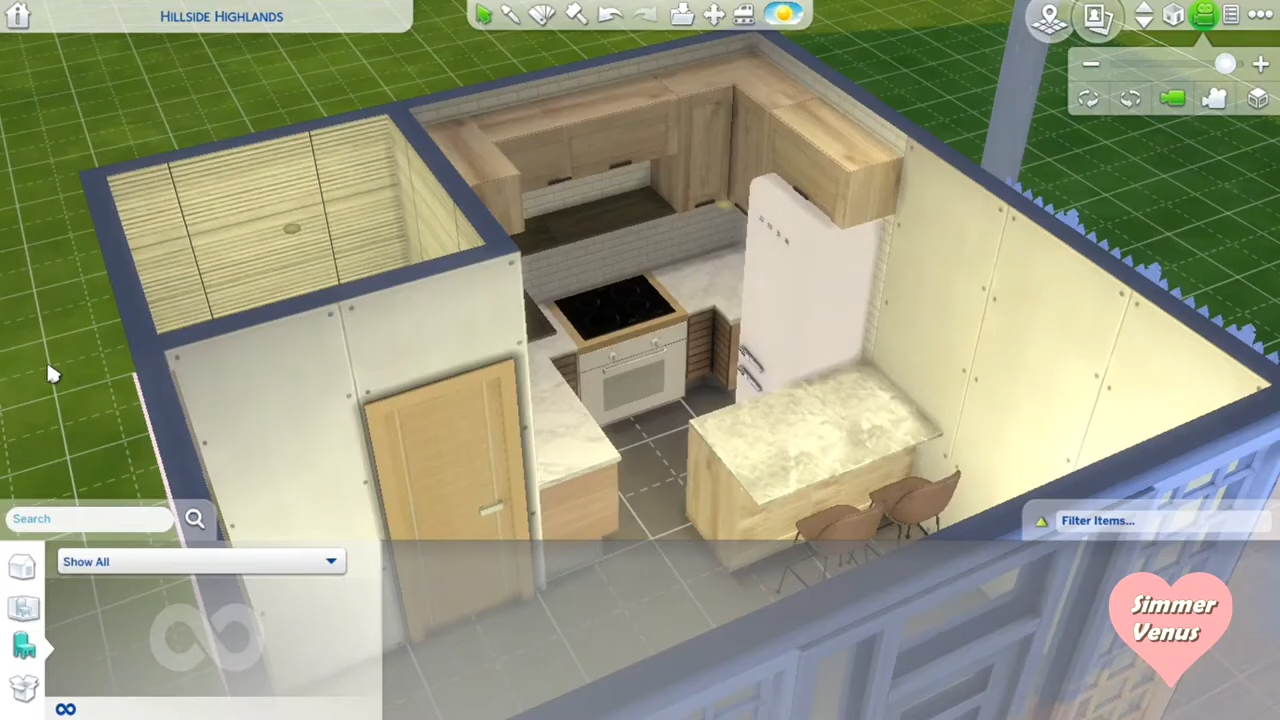 Hillside Highlands
Search
Filter Items...
Show All
Simmer
Venus